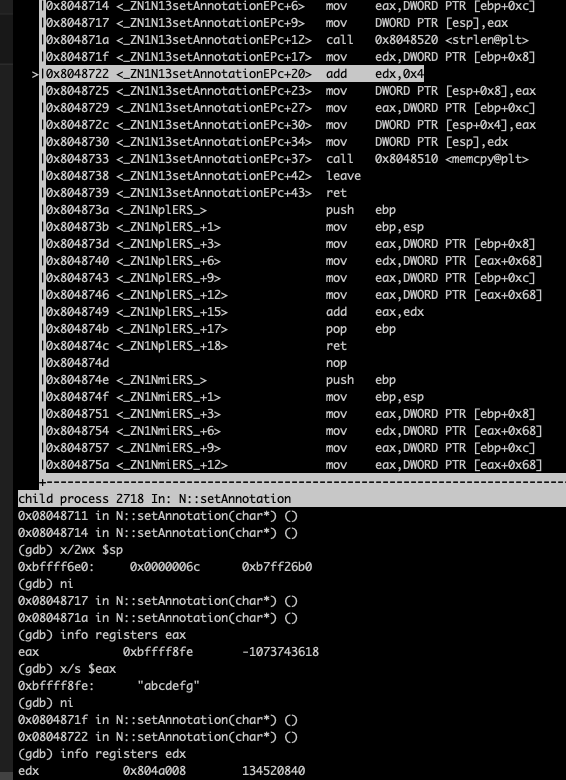 0x8048714 <_ZN1N13setAnnotationEPc+6> mov eax,DWORD PTR [ebp+0xc]
0x8048717 <_ZN1N13setAnnotationEPc+9> mov DWORD PTR [esp],eax
0x804871a <_ZN1N13setAnnotationEPc+12> call 0x8048520 <strlen@plt>
0x804871f <_ZN1N13setAnnotationEPc+17> mov edx,DWORD PTR [ebp+0x8]
>|0x8048722 <_ZN1N13setAnnotationEPc+20> add edx,0x4
0x8048725 <_ZN1N13setAnnotationEPc+23> mov DWORD PTR [esp+0x8],eax
0x8048729 <_ZN1N13setAnnotationEPc+27> mov eax,DWORD PTR [ebp+0xc]
0x804872c <_ZN1N13setAnnotationEPc+30> mov DWORD PTR [esp+0x4],eax
0x8048730 <_ZN1N13setAnnotationEPc+34> mov DWORD PTR [esp],edx
0x8048733 <_ZN1N13setAnnotationEPc+37> call 0x8048510 <memcpy@plt>
0x8048738 <_ZN1N13setAnnotationEPc+42> leave
0x8048739 <_ZN1N13setAnnotationEPc+43> ret
0x804873a <_ZN1NplERS_> push ebp
0x804873b <_ZN1NplERS_+1> mov ebp,esp
0x804873d <_ZN1NplERS_+3> mov eax,DWORD PTR [ebp+0x8]
0x8048740 <_ZN1NplERS_+6> mov edx,DWORD PTR [eax+0x68]
0x8048743 <_ZN1NplERS_+9> mov eax,DWORD PTR [ebp+0xc]
0x8048746 <_ZN1NplERS_+12> mov eax,DWORD PTR [eax+0x68]
0x8048749 <_ZN1NplERS_+15> add eax,edx
0x804874b <_ZN1NplERS_+17> pop ebp
0x804874c <_ZN1NplERS_+18> ret
0x804874d nop
0x804874e <_ZN1NmiERS_> push ebp
0x804874f <_ZN1NmiERS_+1> mov ebp,esp
0x8048751 <_ZN1NmiERS_+3> mov eax,DWORD PTR [ebp+0x8]
0x8048754 <_ZN1NmiERS_+6> mov edx,DWORD PTR [eax+0x68]
0x8048757 <_ZN1NmiERS_+9> mov eax,DWORD PTR [ebp+0xc]
0x804875a <_ZN1NmiERS_+12> mov eax,DWORD PTR [eax+0x68]
child process 2718 In: N::setAnnotation
0x08048711 in N::setAnnotation(char*) ()
0x08048714 in N::setAnnotation(char*) ()
(gdb) x/2wx $sp
0xbffff6e0: 0x0000006c 0xb7ff26b0
(gdb) ni
0x08048717 in N::setAnnotation(char*) ()
0x0804871a in N::setAnnotation(char*) ()
(gdb) info registers eax
eax 0xbffff8fe -1073743618
(gdb) x/s $eax
0xbffff8fe: "abcdefg"
(gdb) ni
0x0804871f in N::setAnnotation(char*) ()
0x08048722 in N::setAnnotation(char*) ()
(gdb) info registers edx
edx 0x804a008 134520840